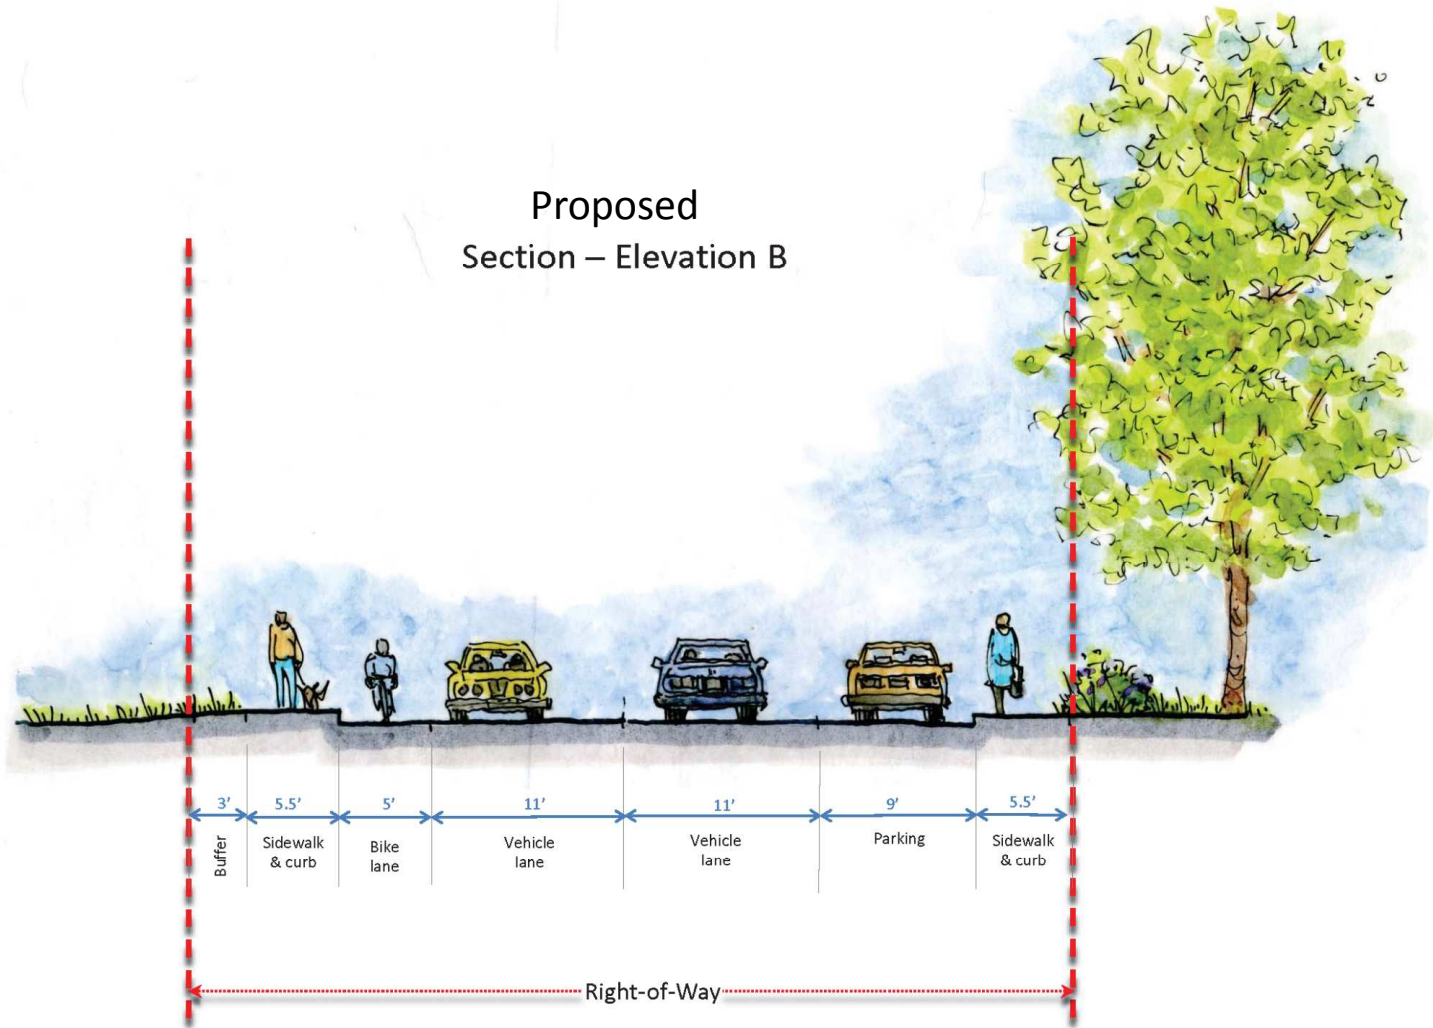 Proposed
Section – Elevation B
3’ 5.5’ 5’ 11’ 11’ 9’ 5.5’
Buffer
Sidewalk
& curb
Bike
lane
Vehicle
lane
Vehicle
lane
Parking
Sidewalk
& curb
Right-of-Way